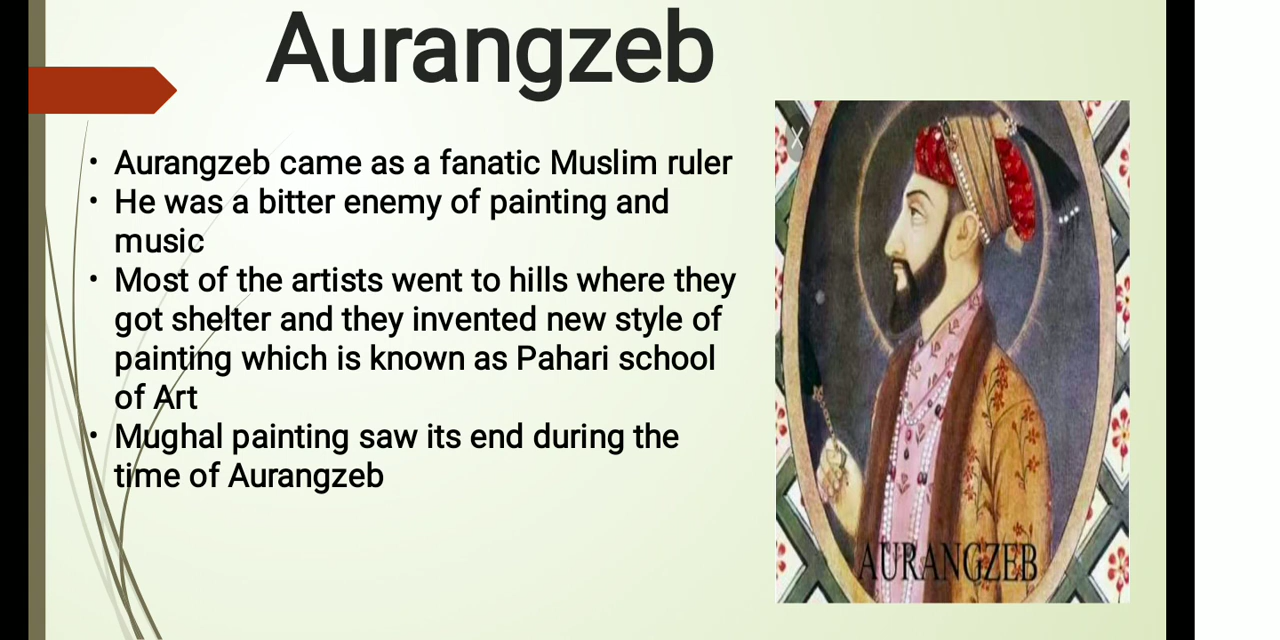 Aurangzeb
• Aurangzeb came as a fanatic Muslim ruler
• He was a bitter enemy of painting and
music
• Most of the artists went to hills where they
got shelter and they invented new style of
painting which is known as Pahari school
of Art
• Mughal painting saw its end during the
time of Aurangzeb
AURANGZEB